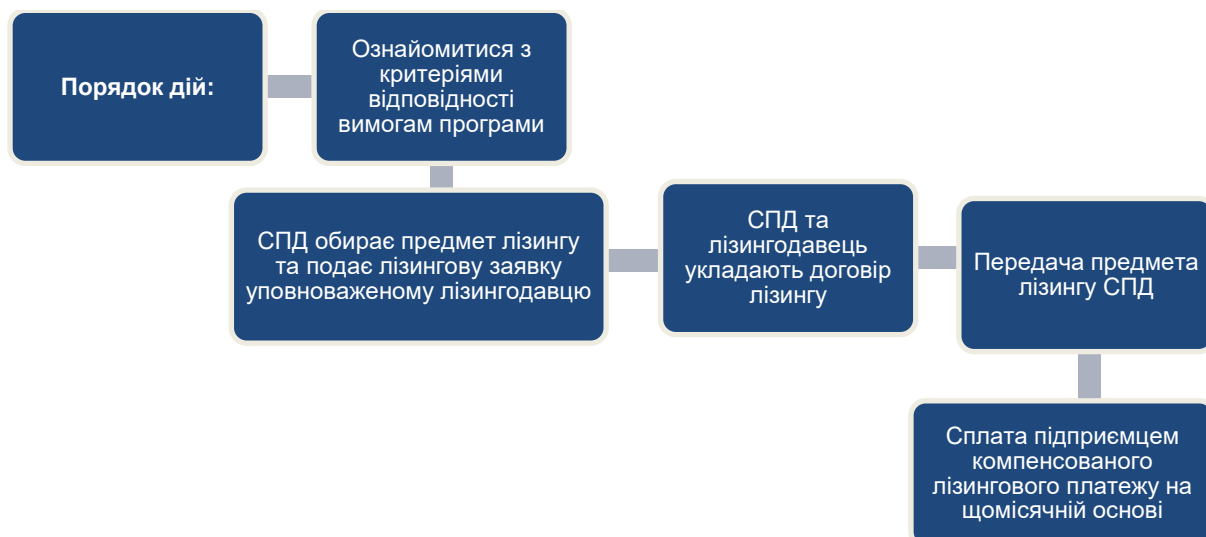 Порядок дій:
Ознайомитися з
критеріями
відповідності
вимогам програми
СПД обирає предмет лізингу
та подає лізингову заявку
уповноваженому лізингодавцю
СПД та
лізингодавець
укладають договір
лізингу
Передача предмета
лізингу СПД
Сплата підприємцем
компенсованого
лізингового платежу на
щомісячній основі